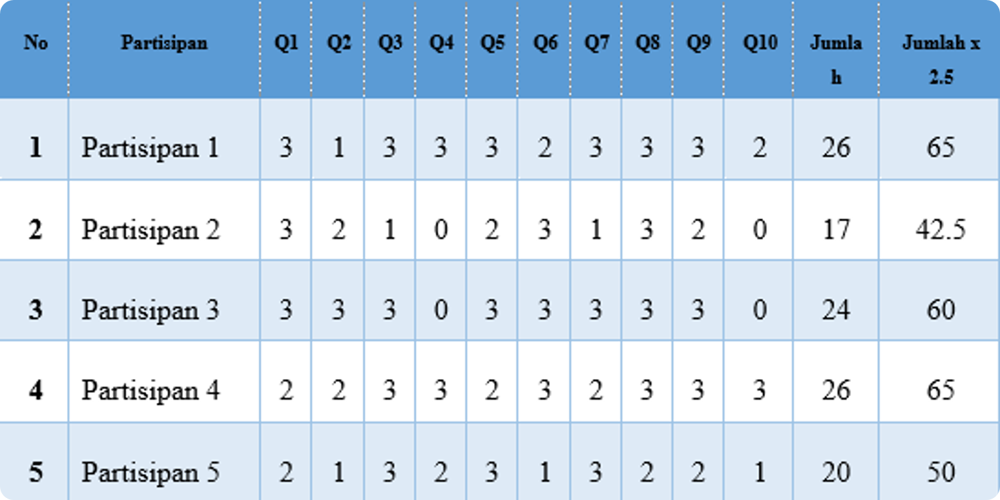 No Partisipan Q1 Q2 Q3 Q4 Q5 Q6 Q7 Q8 Q9 Q10 Jumla Jumlah x
h 2.5
1 Partisipan 1 3 1 3 3 3 2 3 3 3 2 26 65
2 Partisipan 2 3 2 1 0 2 3 1 3 2 0 17 42.5
3 Partisipan 3 3 3 3 0 3 3 3 3 3 0 24 60
4 Partisipan 4 2 2 3 3 2 3 2 3 3 3 26 65
5 Partisipan 5 2 1 3 2 3 1 3 2 2 1 20 50